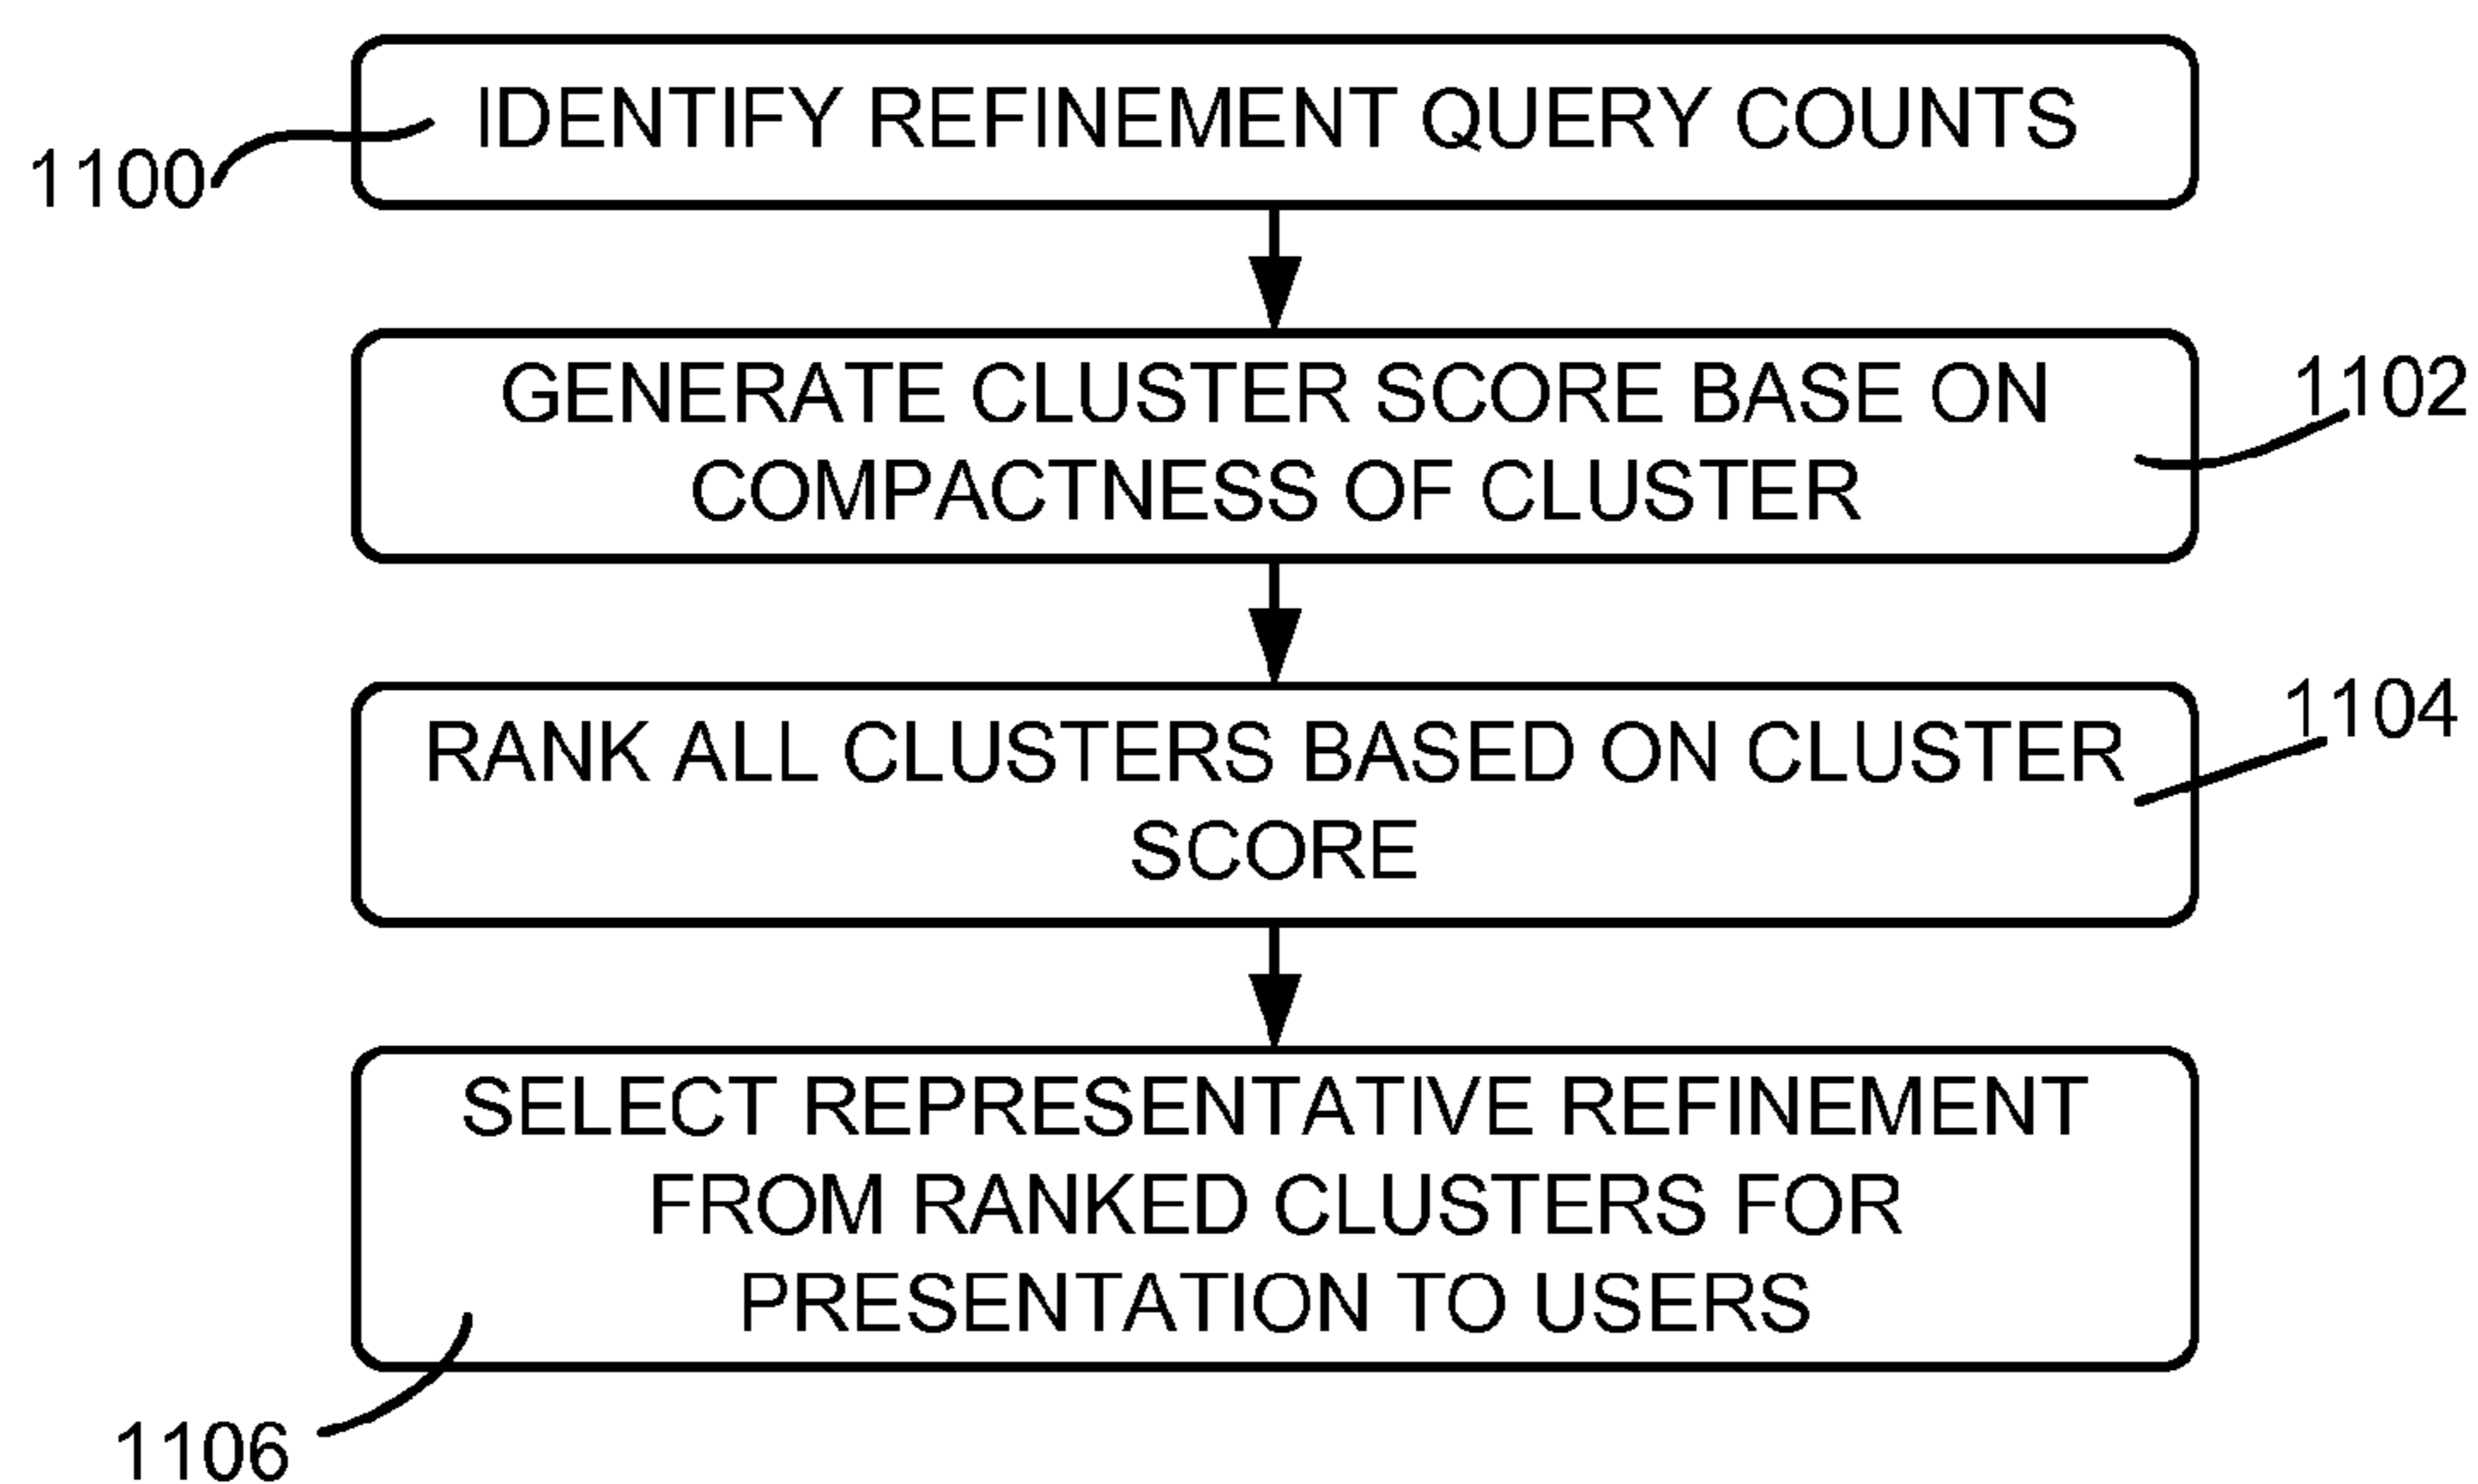 IDENTIFY REFINEMENT QUERY COUNTS
1100
GENERATE CLUSTER SCORE BASE ON
COMPACTNESS OF CLUSTER
1102
RANK ALL CLUSTERS BASED ON CLUSTER
SCORE
1104
SELECT REPRESENTATIVE REFINEMENT
FROM RANKED CLUSTERS FOR
PRESENTATION TO USERS
1106